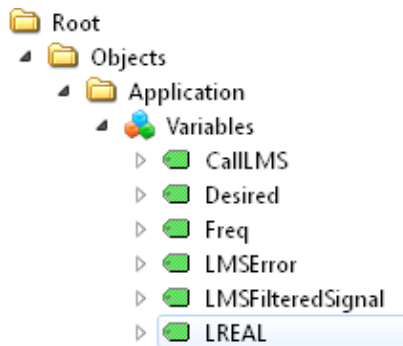 Root
Objects
Application
Variables
CallLMS
Desired
Freq
LMSError
LMSFilteredSignal
LREAL